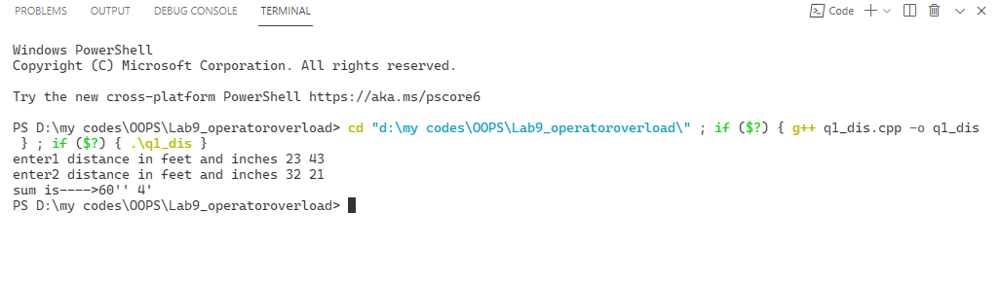 PROBLEMS OUTPUT DEBUG CONSOLE TERMINAL Code
Windows PowerShell
Copyright (C) Microsoft Corporation. All rights reserved.
Try the new cross-platform PowerShell https://aka.ms/pscore6
PS D:\my codes\OOPS\Lab9_operatoroverload> cd "d:\my codes\OOPS\Lab9_operatoroverload\" ; if ($?) { g++ q1_dis.cpp -o q1_dis
} ; if ($?) { .\q1_dis }
enter1 distance in feet and inches 23 43
enter2 distance in feet and inches 32 21
sum is---->60'' 4'
PS D:\my codes\OOPS\Lab9_operatoroverload>